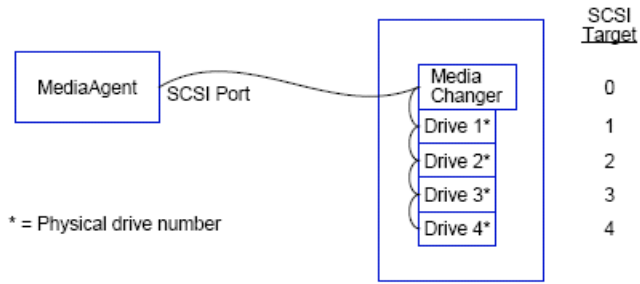 SCSI
Target
MediaAgent
SCSI Port
Media
Changer
0
Drive 1*
1
Drive 2*
2
Drive 3*
3
Drive 4*
4
* = Physical drive number